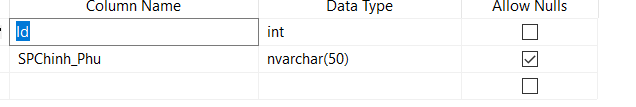 Column Name Data Type Allow Nulls
Id int
SPChinh_Phu nvarchar(50)